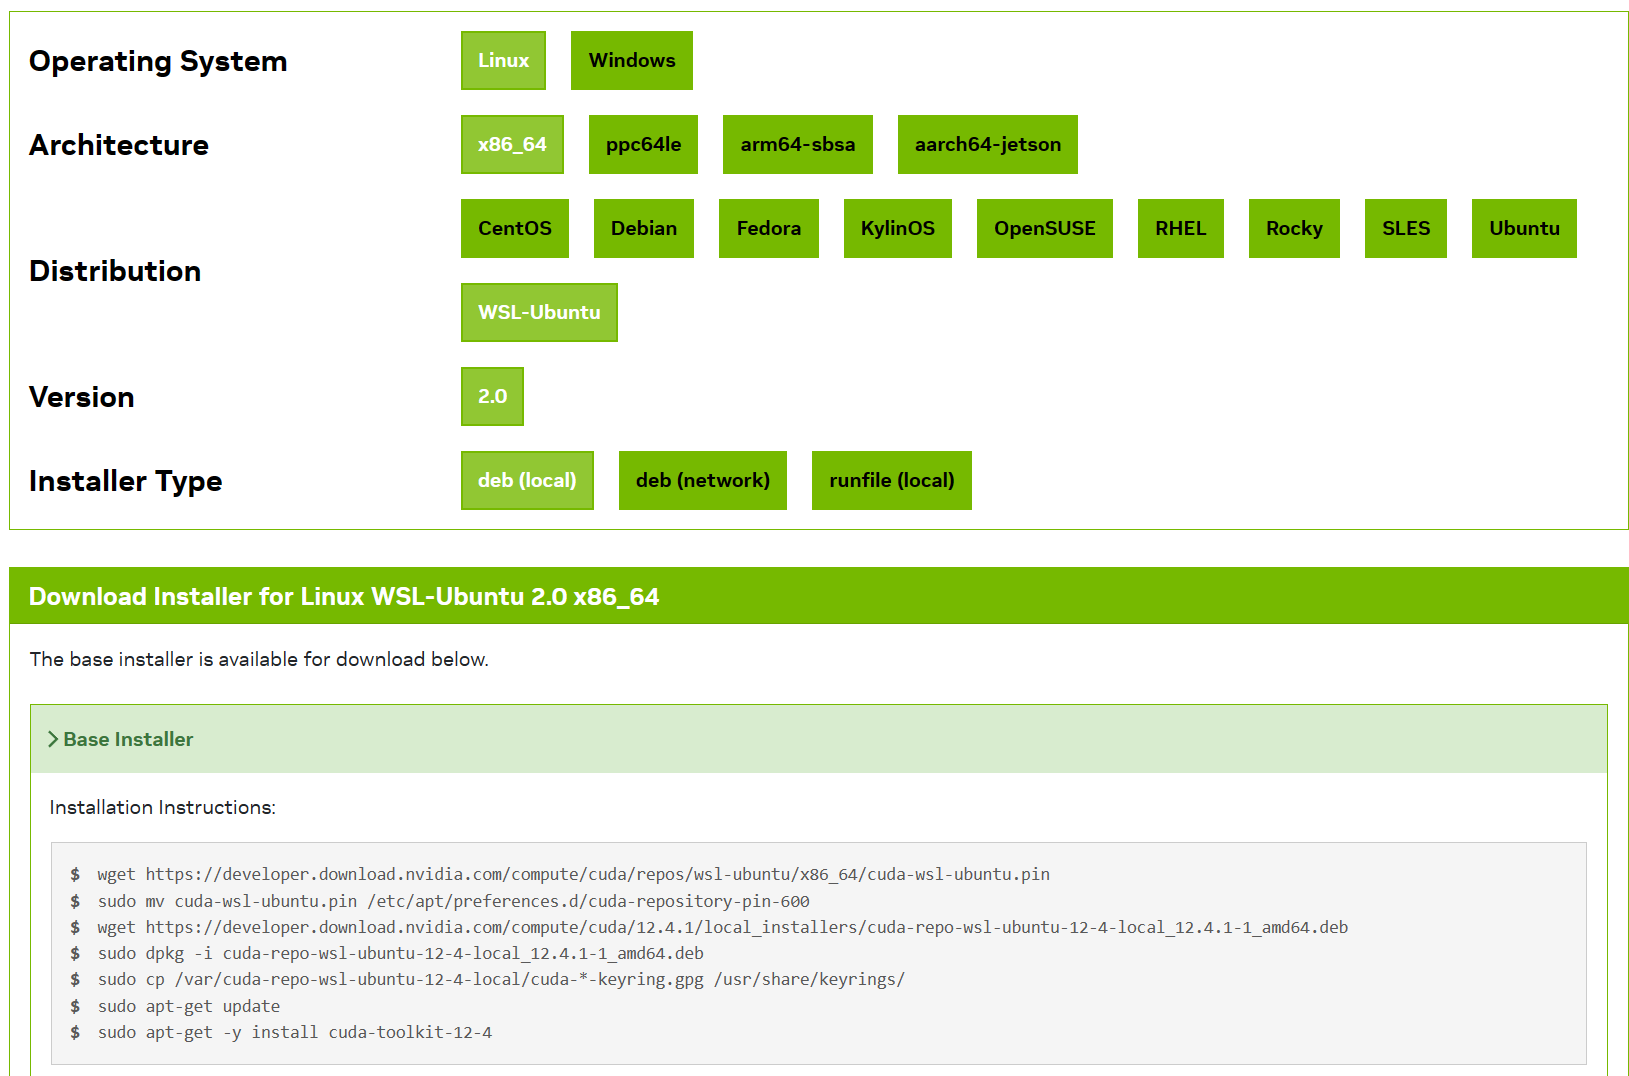 Operating System
Linux Windows
Architecture
x86_64 ppc64le arm64-sbsa aarch64-jetson
Distribution
CentOS Debian Fedora KylinOS OpenSUSE RHEL Rocky SLES Ubuntu
WSL-Ubuntu
Version
2.0
Installer Type
deb (local) deb (network) runfile (local)
Download Installer for Linux WSL-Ubuntu 2.0 x86_64
The base installer is available for download below.
Base Installer
Installation Instructions:
$ wget https://developer.download.nvidia.com/compute/cuda/repos/wsl-ubuntu/x86_64/cuda-wsl-ubuntu.pin
$ sudo mv cuda-wsl-ubuntu.pin /etc/apt/preferences.d/cuda-repository-pin-600
$ wget https://developer.download.nvidia.com/compute/cuda/12.4.1/local_installers/cuda-repo-wsl-ubuntu-12-4-local_12.4.1-1_amd64.deb
$ sudo dpkg -i cuda-repo-wsl-ubuntu-12-4-local_12.4.1-1_amd64.deb
$ sudo cp /var/cuda-repo-wsl-ubuntu-12-4-local/cuda-*-keyring.gpg /usr/share/keyrings/
$ sudo apt-get update
$ sudo apt-get -y install cuda-toolkit-12-4